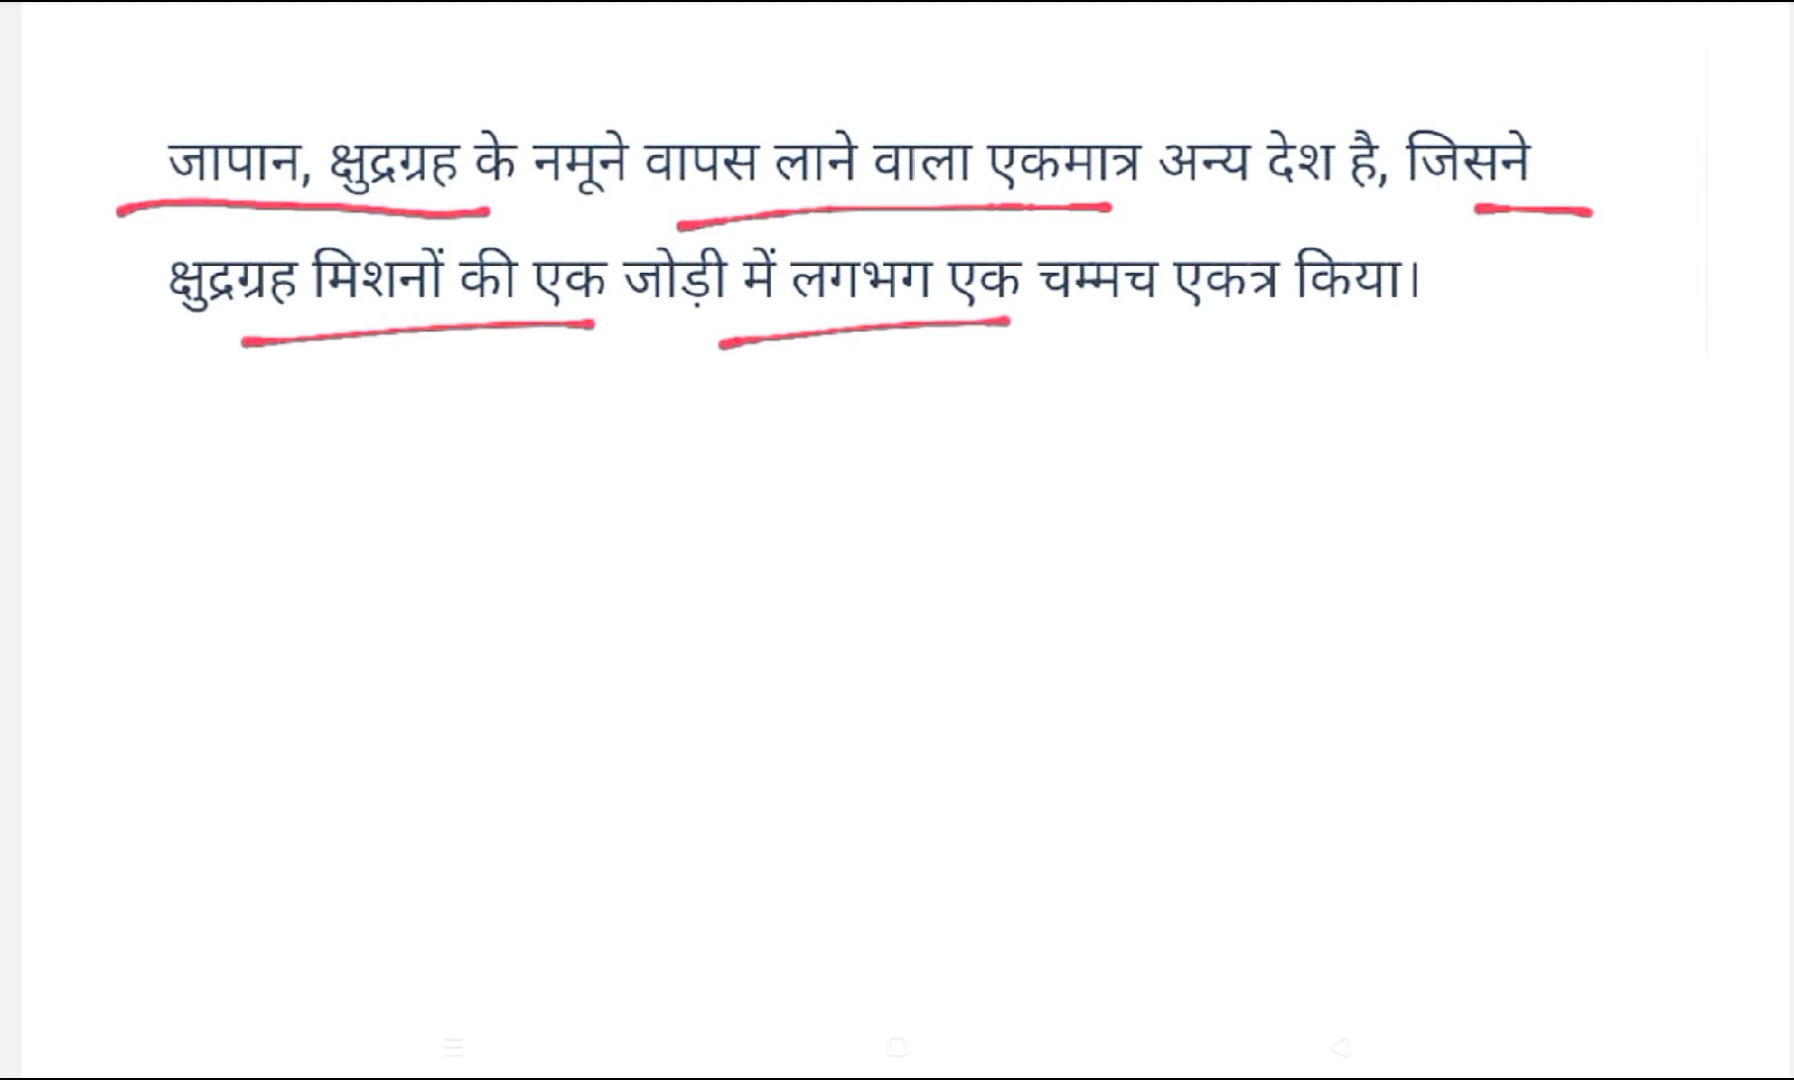 जापान, क्षुद्रग्रह के नमूने वापस लाने वाला एकमात्र अन्य देश है, जिसने
क्षुद्रग्रह मिशनों की एक जोड़ी में लगभग एक चम्मच एकत्र किया।